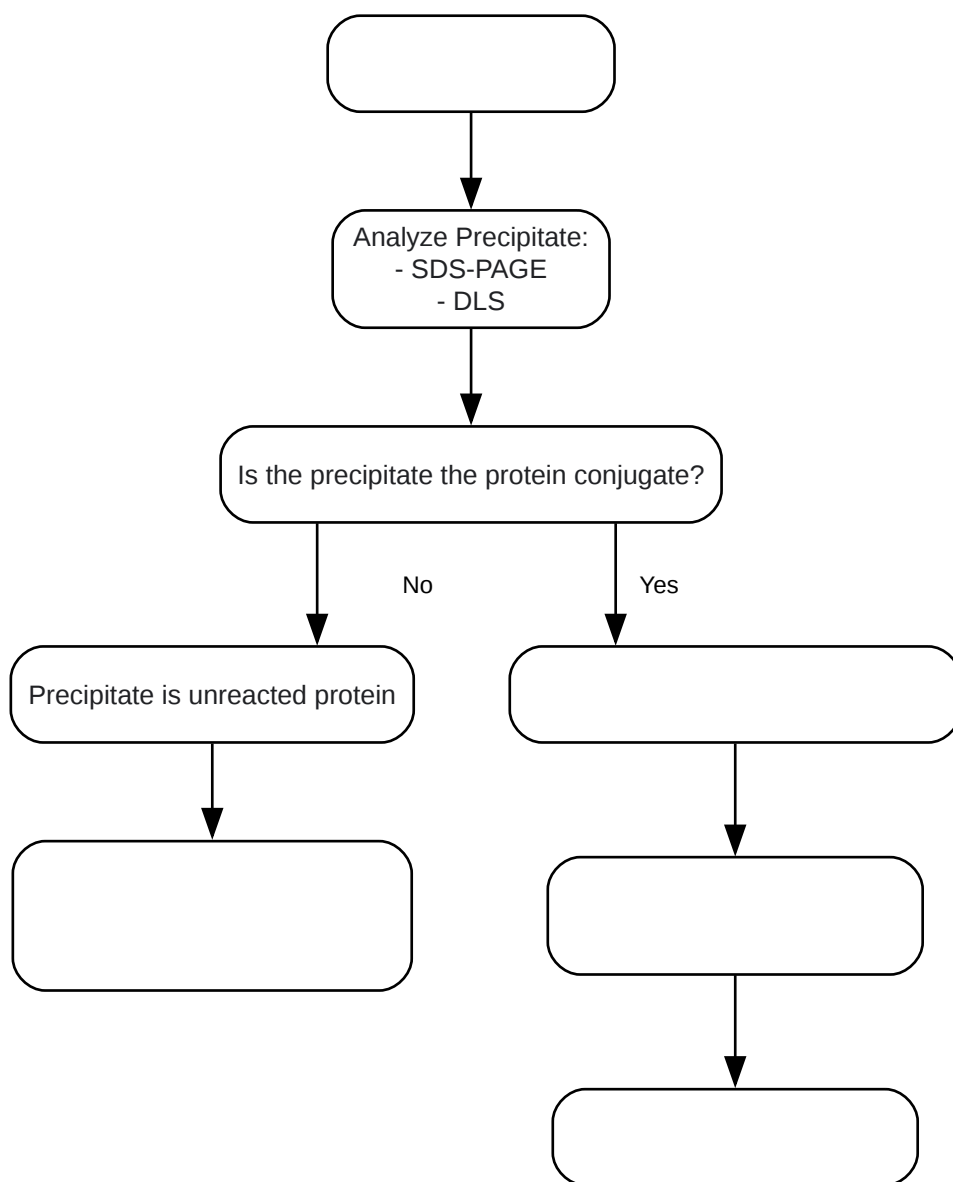 Analyze Precipitate:
- SDS-PAGE
- DLS
Is the precipitate the protein conjugate?
No
Yes
Precipitate is unreacted protein